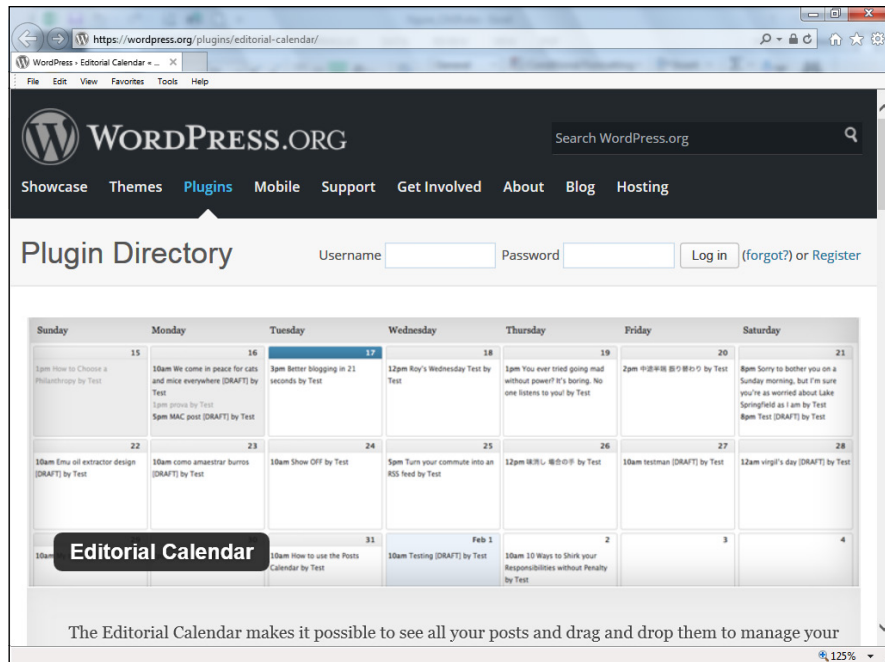 https://wordpress.org/plugins/editorial-calendar/
WordPress › Editorial Calendar « ...
File Edit View Favorites Tools Help
WORDPRESS.ORG
Search WordPress.org
Showcase Themes Plugins Mobile Support Get Involved About Blog Hosting
Plugin Directory
Username Password Log in (forgot?) or Register
Sunday Monday Tuesday Wednesday Thursday Friday Saturday
15 16 17 18 19 20 21
1pm How to Choose a
Philanthropy by Test
10am We come in peace for cats
and mice everywhere [DRAFT] by
Test
1pm prova by Test
5pm MAC post [DRAFT] by Test
3pm Better blogging in 21
seconds by Test
12pm Roy's Wednesday Test by
Test
1pm You ever tried going mad
without power? It's boring. No
one listens to you! by Test
2pm 中途半端 振り替わり by Test
8pm Sorry to bother you on a
Sunday morning, but I'm sure
you're as worried about Lake
Springfield as I am by Test
8pm Test [DRAFT] by Test
22 23 24 25 26 27 28
10am Emu oil extractor design
[DRAFT] by Test
10am como amaestrar burros
[DRAFT] by Test
10am Show OFF by Test
5pm Turn your commute into an
RSS feed by Test
12pm 味消し 場合の手 by Test
10am testman [DRAFT] by Test
12am virgil's day [DRAFT] by Test
31 Feb 1 2 3 4
10am
10am How to use the Posts
Calendar by Test
10am Testing [DRAFT] by Test
10am 10 Ways to Shirk your
Responsibilities without Penalty
by Test
Editorial Calendar
The Editorial Calendar makes it possible to see all your posts and drag and drop them to manage your
125%